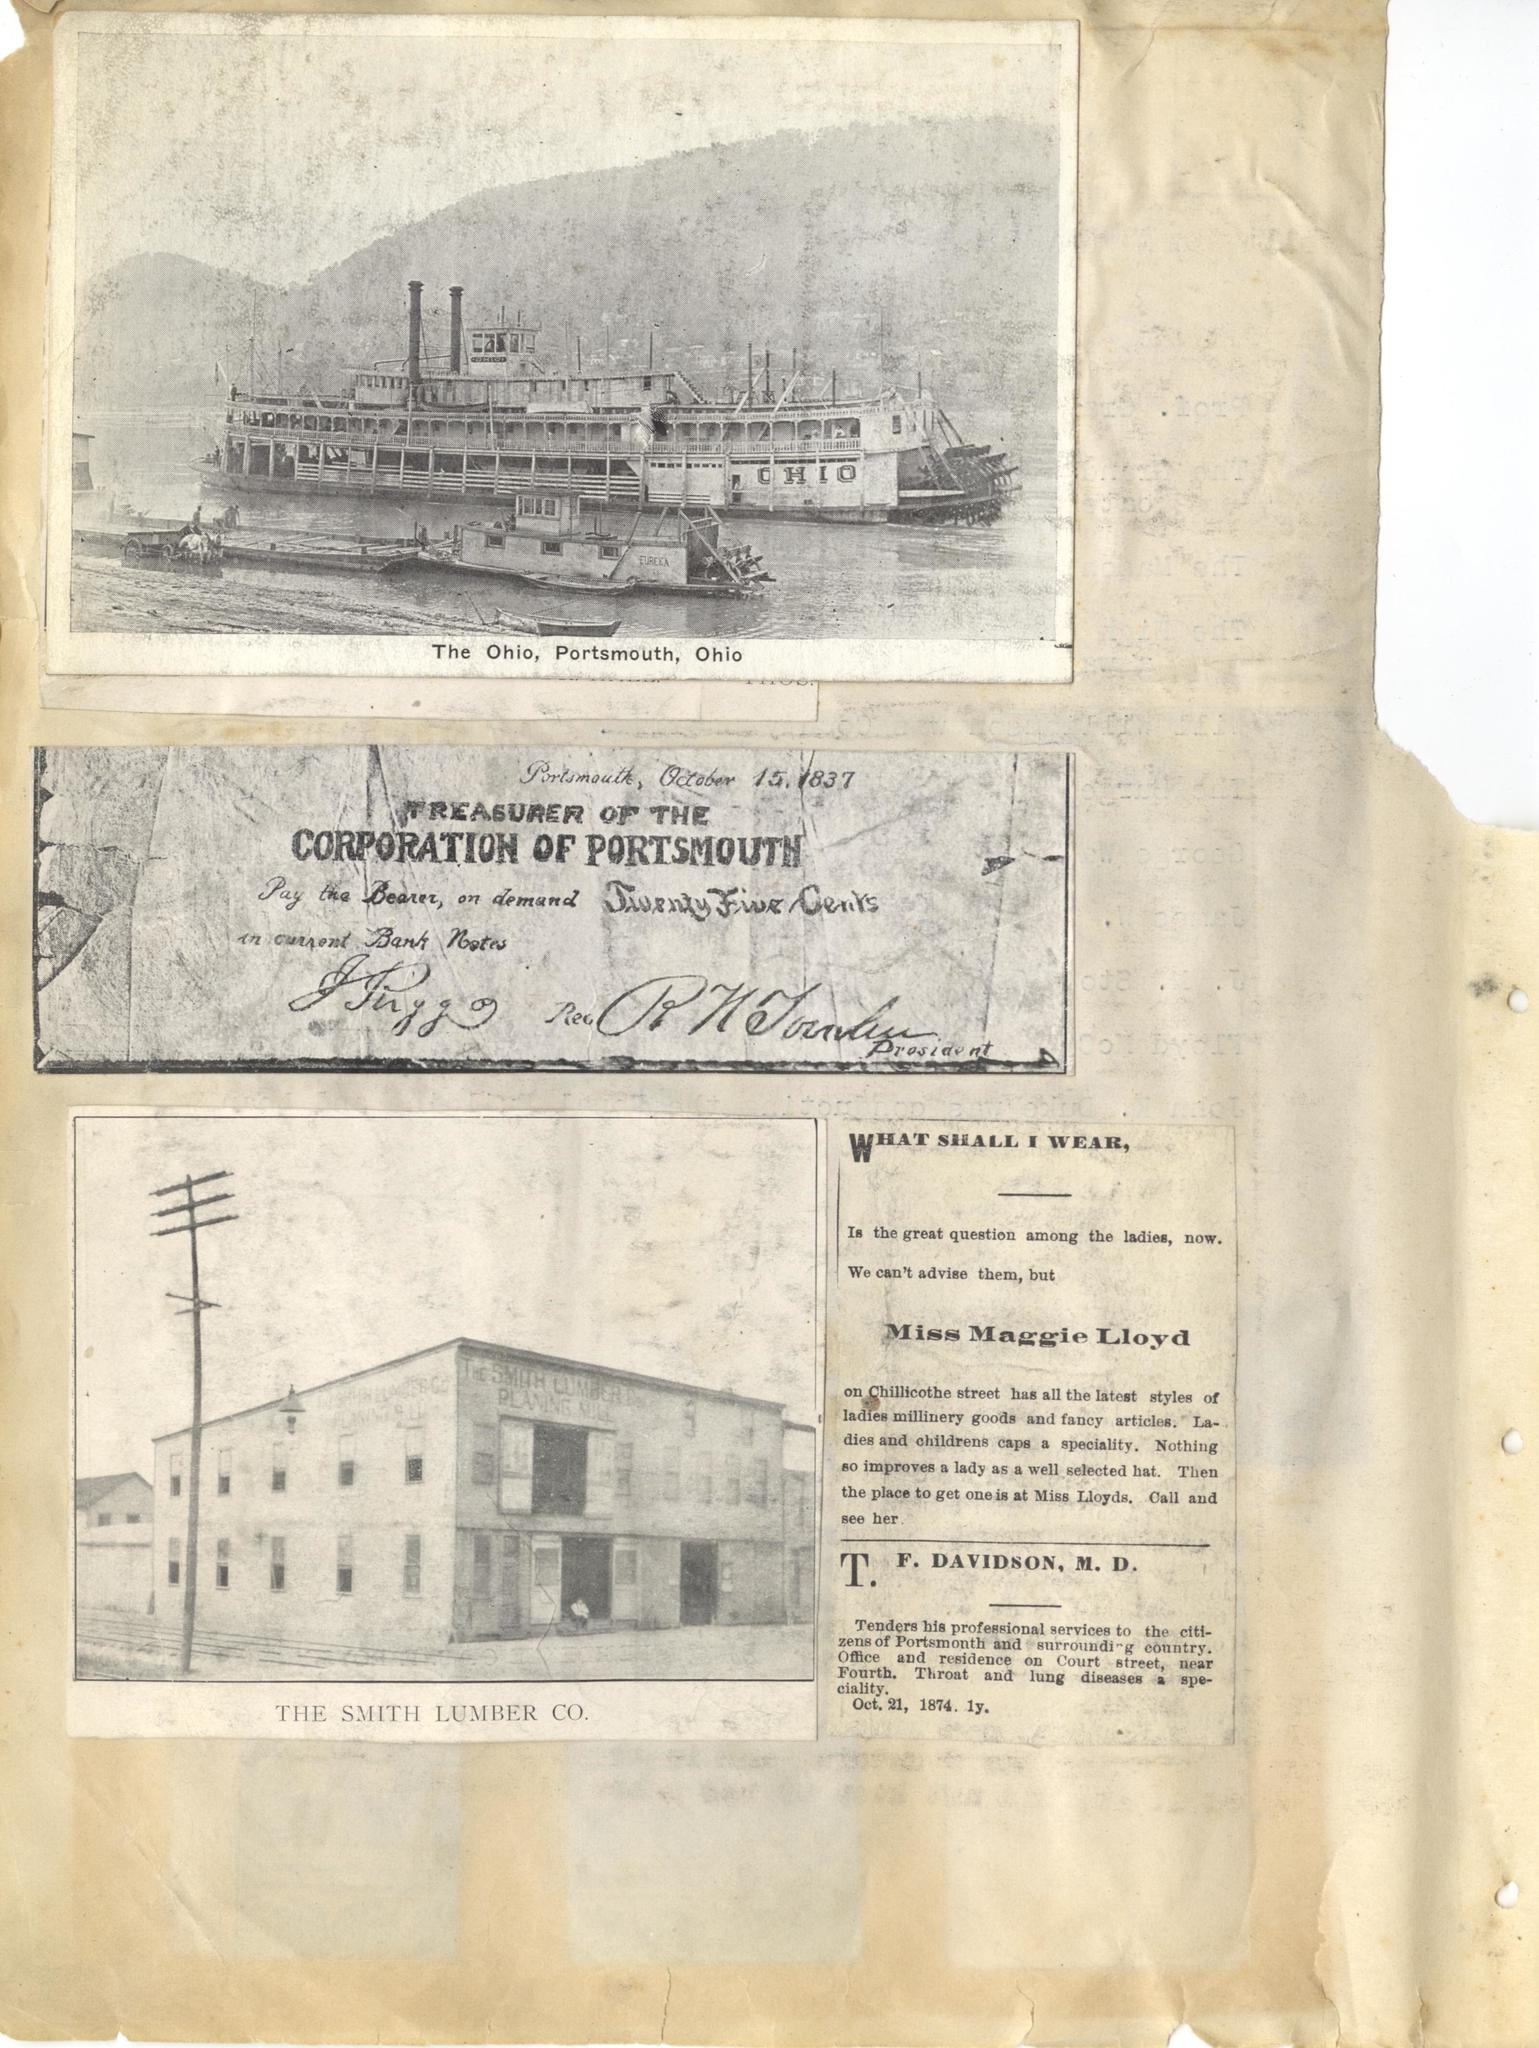 OHIO
OHIO
EUREKA
The Ohio, Portsmouth, Ohio
THOS.
Portsmouth, October 15, 1837
TREASURER OF THE
CORPORATION OF PORTSMOUTH
Pay the Bearer, on demand Twenty Five Cents
in current Bank Notes
J Riggs Rec R H Tomlin
President
THE SMITH LUMBER
PLANING MILL
THE SMITH LUMBER CO.
WHAT SHALL I WEAR,
Is the great question among the ladies, now.
We can't advise them, but
Miss Maggie Lloyd
on Chillicothe street has all the latest styles of
ladies millinery goods and fancy articles. La-
dies and childrens caps a speciality. Nothing
so improves a lady as a well selected hat. Then
the place to get one is at Miss Lloyds. Call and
see her.
T. F. DAVIDSON, M. D.
Tenders his professional services to the citi-
zens of Portsmonth and surrounding country.
Office and residence on Court street, near
Fourth. Throat and lung diseases a spe-
ciality.
Oct. 21, 1874. 1y.